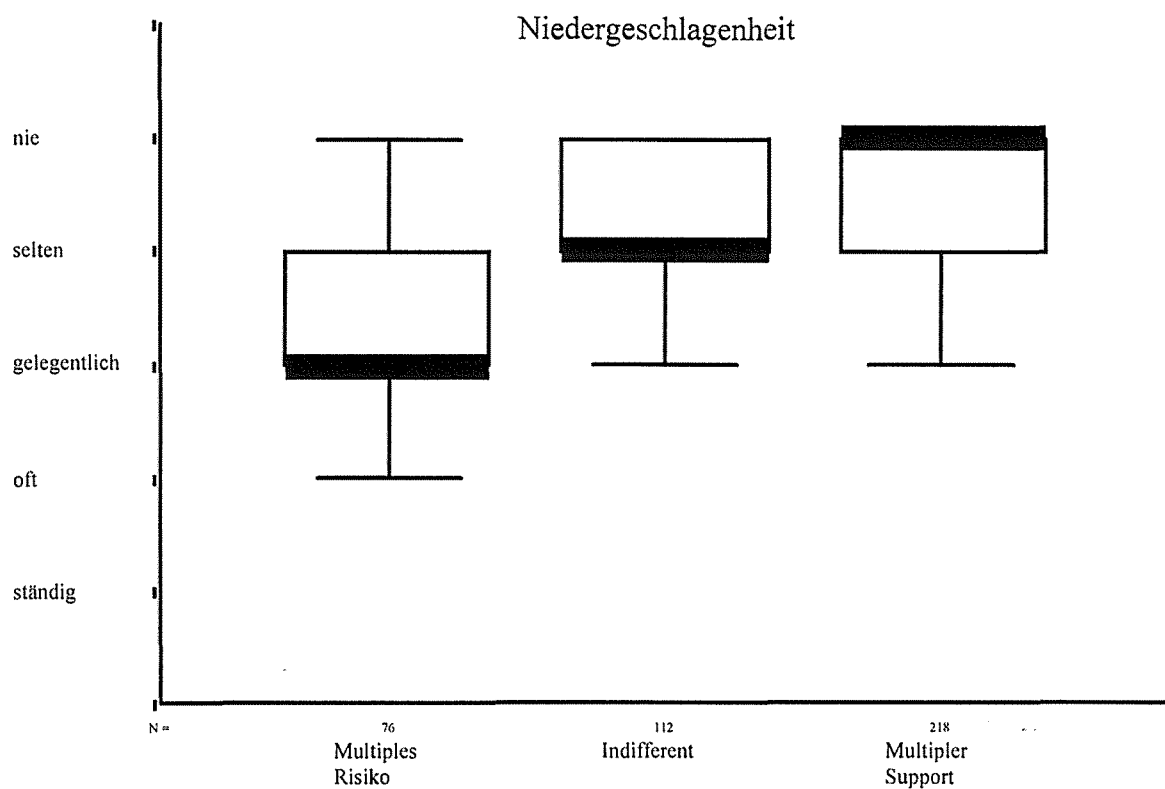 Niedergeschlagenheit
nie
selten
gelegentlich
oft
ständig
N = 76 112 218
Multiples Risiko
Indifferent
Multipler Support